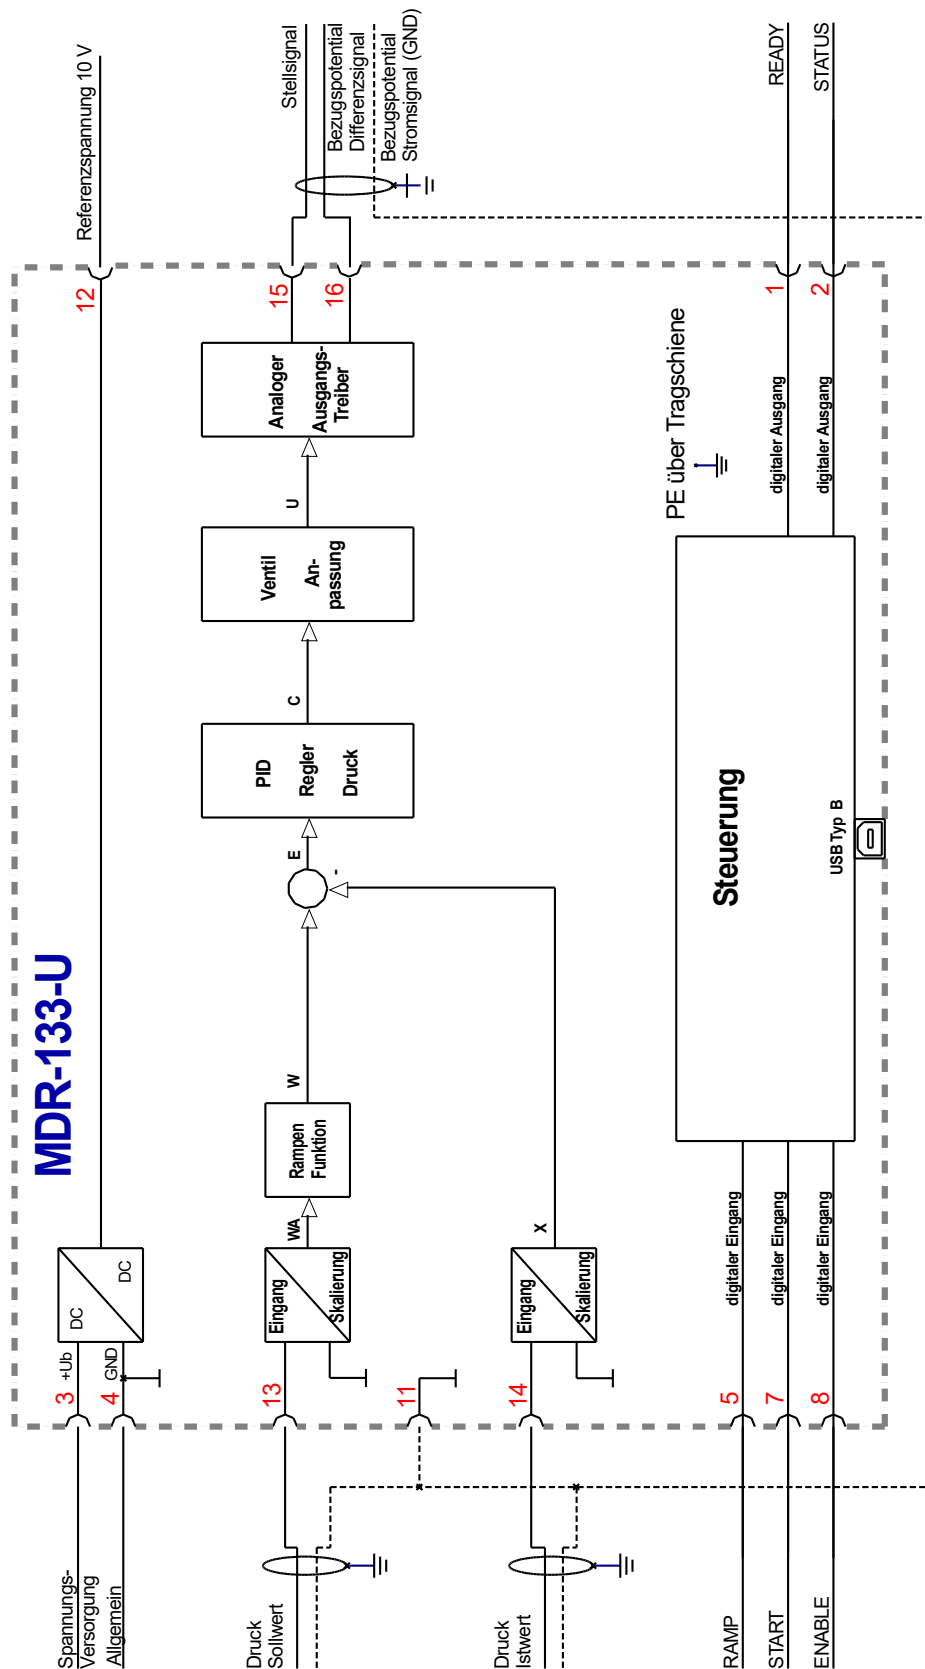 MDR-133-U
Spannungs-
Versorgung
Allgemein
3
+Ub
4
GND
DC
DC
12
Referenzspannung 10 V
Druck
Sollwert
13
Eingang
Skalierung
WA
Rampen
Funktion
W
E
-
PID
Regler
Druck
C
Ventil
An-
passung
U
Analoger
Ausgangs-
Treiber
15
16
Stellsignal
Bezugspotential
Differenzsignal
Bezugspotential
Stromsignal (GND)
11
Druck
Istwert
14
Eingang
Skalierung
X
PE über Tragschiene
RAMP
5
digitaler Eingang
START
7
digitaler Eingang
ENABLE
8
digitaler Eingang
Steuerung
USB Typ B
digitaler Ausgang
1
READY
digitaler Ausgang
2
STATUS